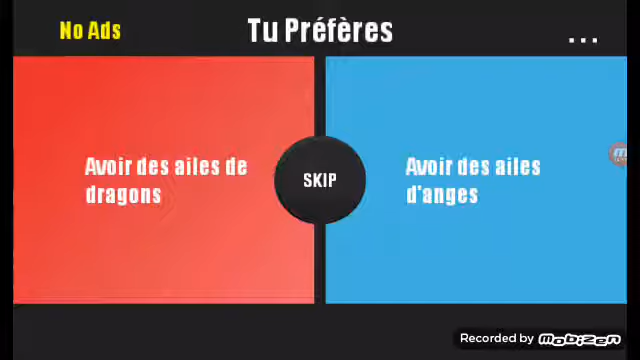 No Ads
Tu Préfères
...
Avoir des ailes de
dragons
SKIP
Avoir des ailes
d'anges
Recorded by Mobizen